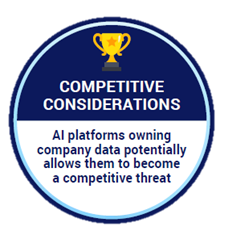 COMPETITIVE
CONSIDERATIONS
AI platforms owning
company data potentially
allows them to become
a competitive threat